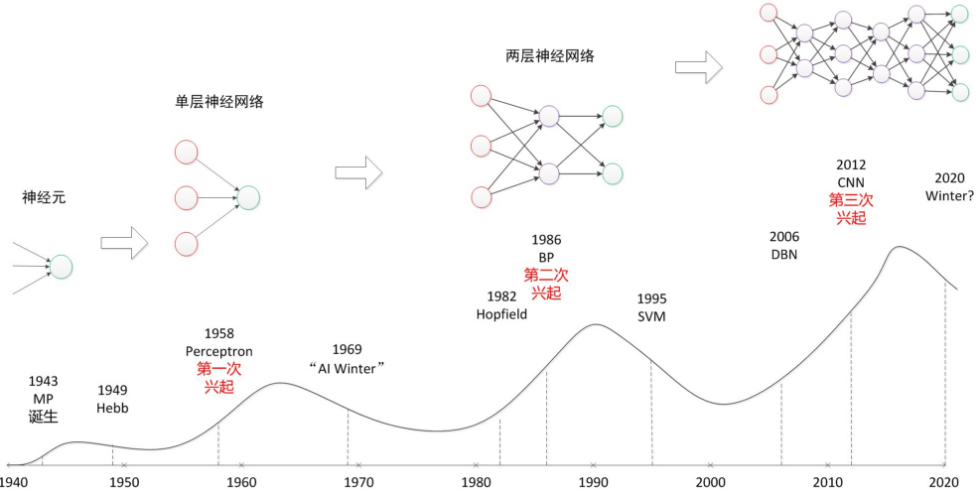 神经元
单层神经网络
两层神经网络
1943
MP
诞生
1949
Hebb
1958
Perceptron
第一次
兴起
1969
“AI Winter”
1982
Hopfield
1986
BP
第二次
兴起
1995
SVM
2006
DBN
2012
CNN
第三次
兴起
2020
Winter?
1940
1950
1960
1970
1980
1990
2000
2010
2020